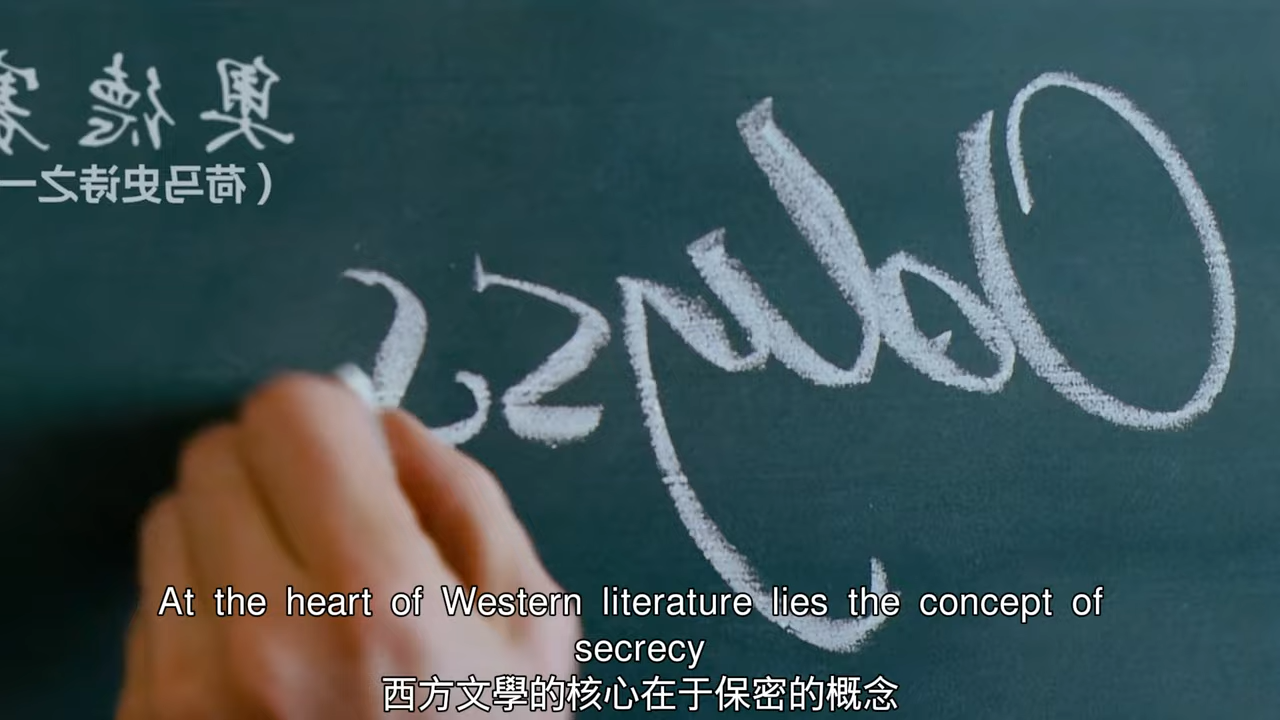 奥德赛
（荷马史诗之一
Odyss
At the heart of Western literature lies the concept of
secrecy
西方文學的核心在于保密的概念